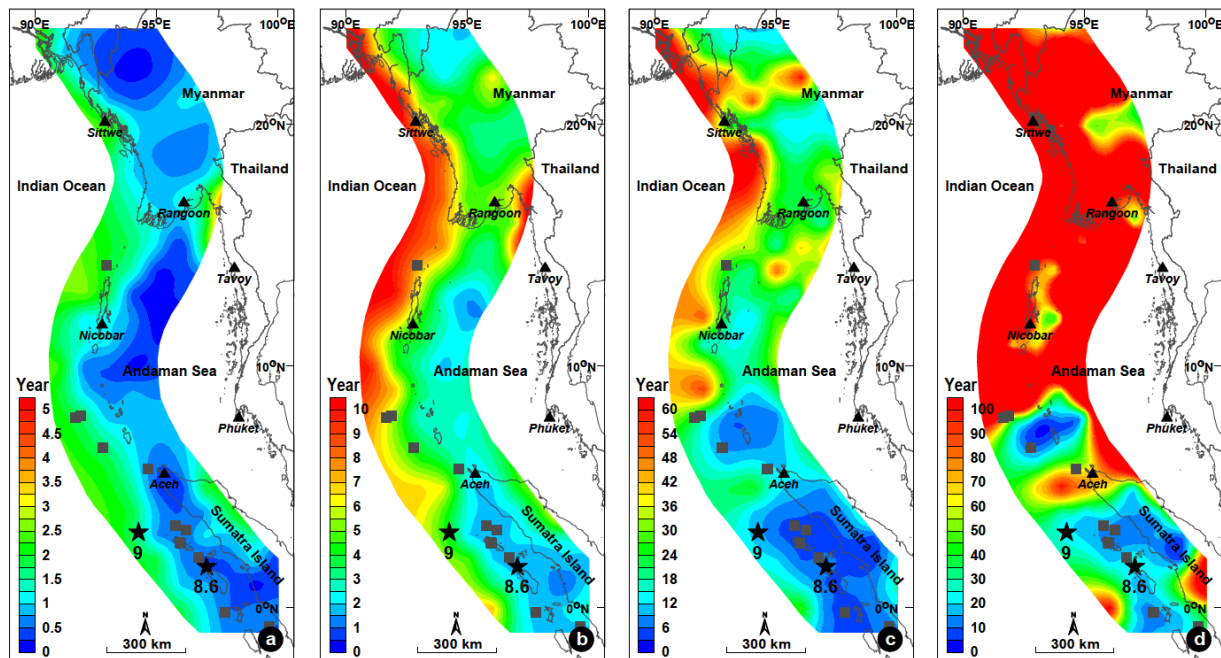 90°E
95°E
100°E
Myanmar
Sittwe
20°N
Thailand
Indian Ocean
Rangoon
Tavoy
Nicobar
10°N
Andaman Sea
Year
5
4.5
4
3.5
3
2.5
2
1.5
1
0.5
0
Phuket
Aceh
Sumatra Island
9
8.6
0°N
N
300 km
a
90°E
95°E
100°E
Myanmar
Sittwe
20°N
Thailand
Indian Ocean
Rangoon
Tavoy
Nicobar
10°N
Andaman Sea
Year
10
9
8
7
6
5
4
3
2
1
0
Phuket
Aceh
Sumatra Island
9
8.6
0°N
N
300 km
b
90°E
95°E
100°E
Myanmar
Sittwe
20°N
Thailand
Indian Ocean
Rangoon
Tavoy
Nicobar
10°N
Andaman Sea
Year
60
54
48
42
36
30
24
18
12
6
0
Phuket
Aceh
Sumatra Island
9
8.6
0°N
N
300 km
c
90°E
95°E
100°E
Myanmar
Sittwe
20°N
Thailand
Indian Ocean
Rangoon
Tavoy
Nicobar
10°N
Andaman Sea
Year
100
90
80
70
60
50
40
30
20
10
0
Phuket
Aceh
Sumatra Island
9
8.6
0°N
N
300 km
d